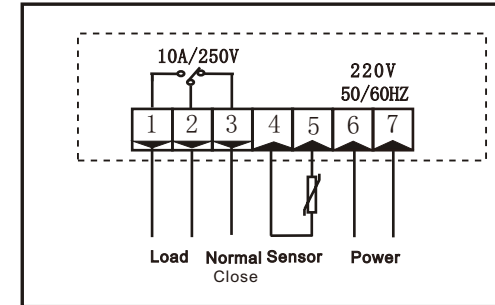 10A/250V
220V
50/60HZ
1 2 3 4 5 6 7
Load Normal Sensor Power
Close